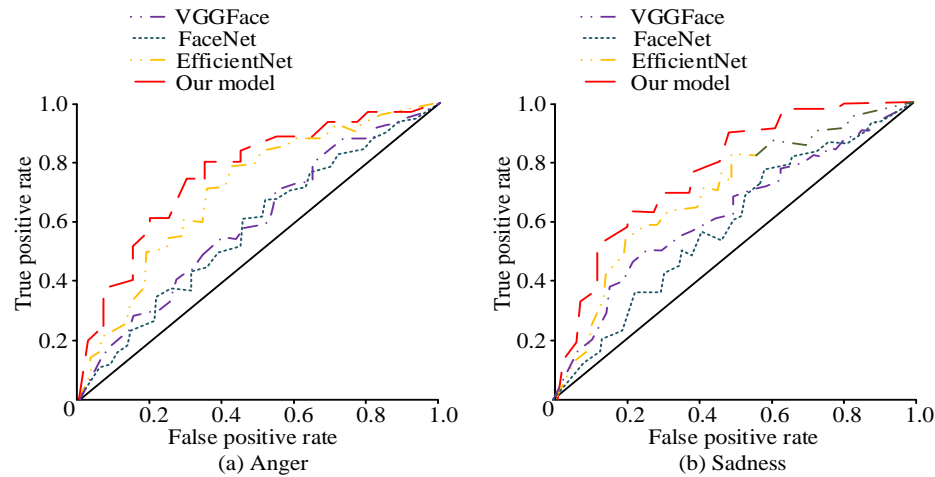 VGGFace
FaceNet
EfficientNet
Our model
1.0
0.8
0.6
0.4
0.2
0
0.2
0.4
0.6
0.8
1.0
True positive rate
False positive rate
(a) Anger
VGGFace
FaceNet
EfficientNet
Our model
1.0
0.8
0.6
0.4
0.2
0
0.2
0.4
0.6
0.8
1.0
True positive rate
False positive rate
(b) Sadness